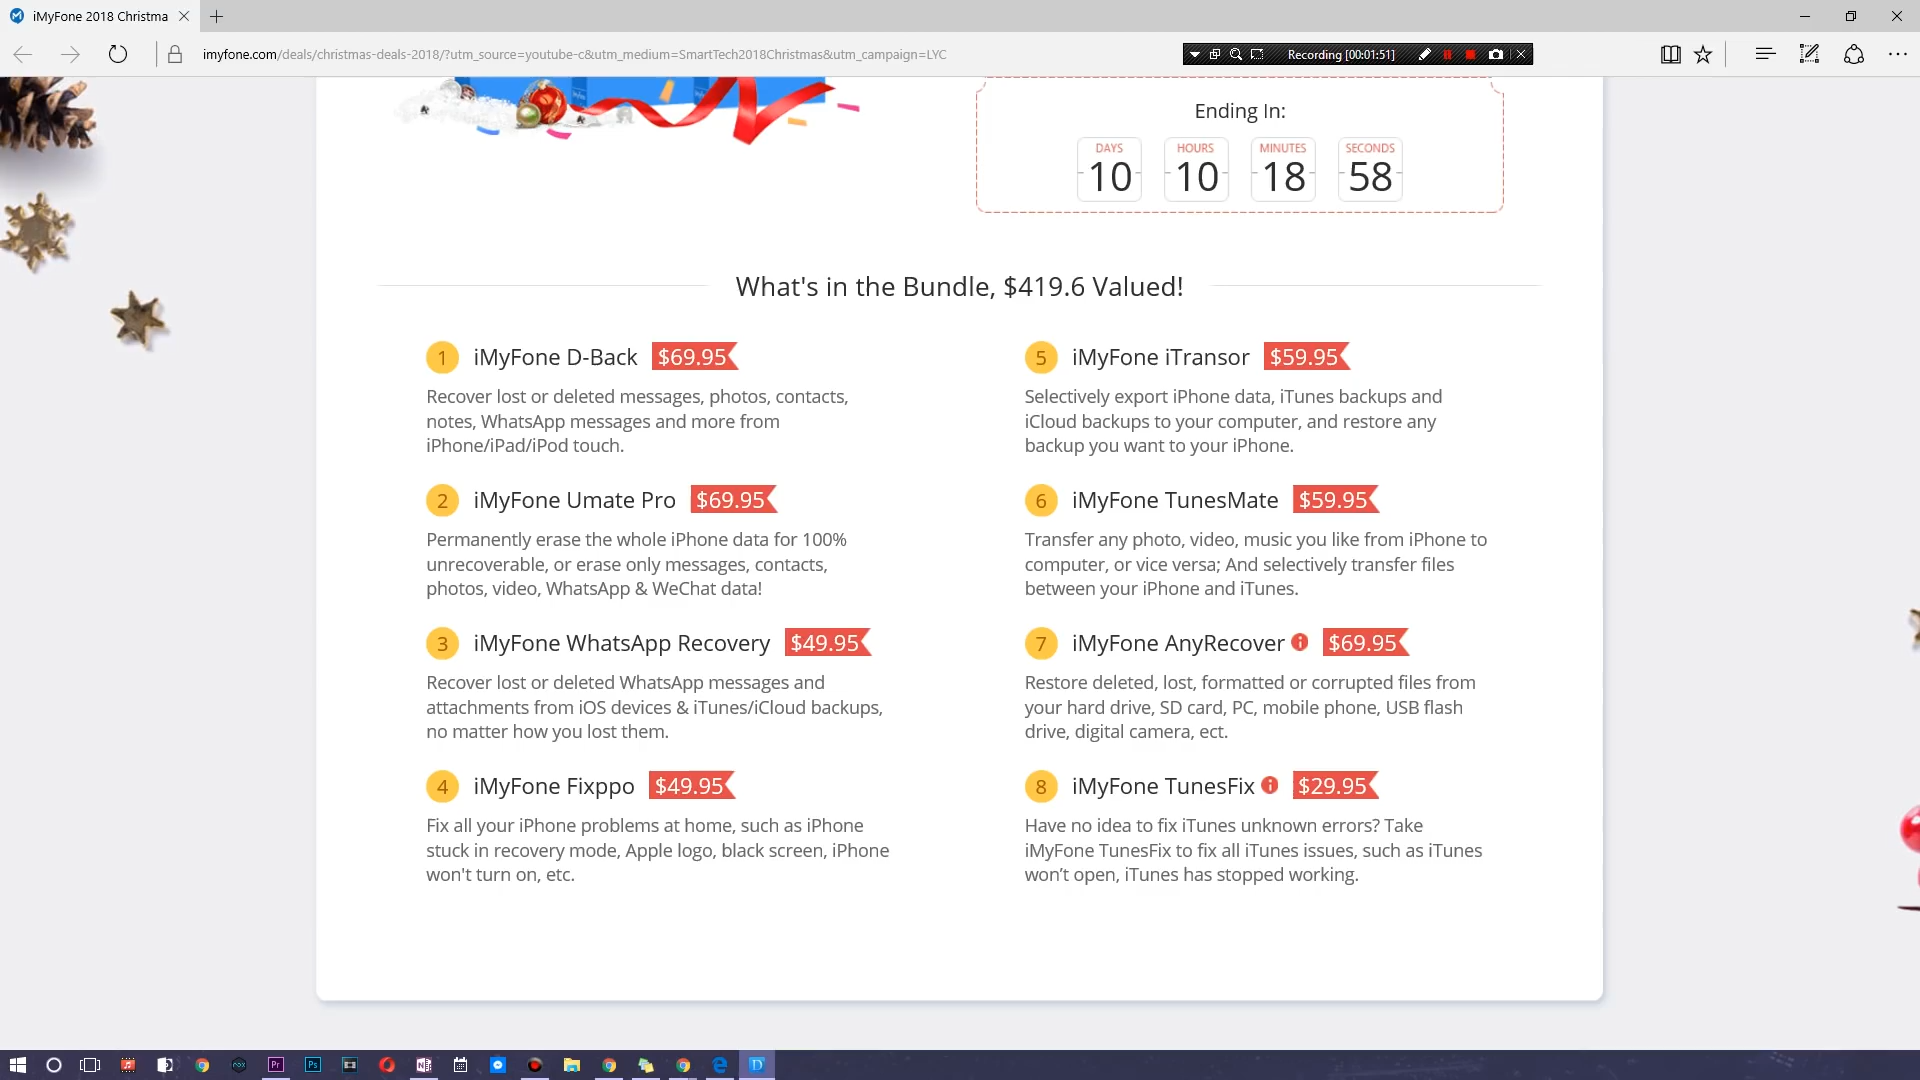 iMyFone 2018 Christma
imyfone.com/deals/christmas-deals-2018/?utm_source=youtube-c&utm_medium=SmartTech2018Christmas&utm_campaign=LYC
Recording [00:01:51]
Ending In:
DAYS HOURS MINUTES SECONDS
10 10 18 58
What's in the Bundle, $419.6 Valued!
1 iMyFone D-Back $69.95
Recover lost or deleted messages, photos, contacts,
notes, WhatsApp messages and more from
iPhone/iPad/iPod touch.
2 iMyFone Umate Pro $69.95
Permanently erase the whole iPhone data for 100%
unrecoverable, or erase only messages, contacts,
photos, video, WhatsApp & WeChat data!
3 iMyFone WhatsApp Recovery $49.95
Recover lost or deleted WhatsApp messages and
attachments from iOS devices & iTunes/iCloud backups,
no matter how you lost them.
4 iMyFone Fixppo $49.95
Fix all your iPhone problems at home, such as iPhone
stuck in recovery mode, Apple logo, black screen, iPhone
won't turn on, etc.
5 iMyFone iTransor $59.95
Selectively export iPhone data, iTunes backups and
iCloud backups to your computer, and restore any
backup you want to your iPhone.
6 iMyFone TunesMate $59.95
Transfer any photo, video, music you like from iPhone to
computer, or vice versa; And selectively transfer files
between your iPhone and iTunes.
7 iMyFone AnyRecover $69.95
Restore deleted, lost, formatted or corrupted files from
your hard drive, SD card, PC, mobile phone, USB flash
drive, digital camera, ect.
8 iMyFone TunesFix $29.95
Have no idea to fix iTunes unknown errors? Take
iMyFone TunesFix to fix all iTunes issues, such as iTunes
won’t open, iTunes has stopped working.
Pr Ps